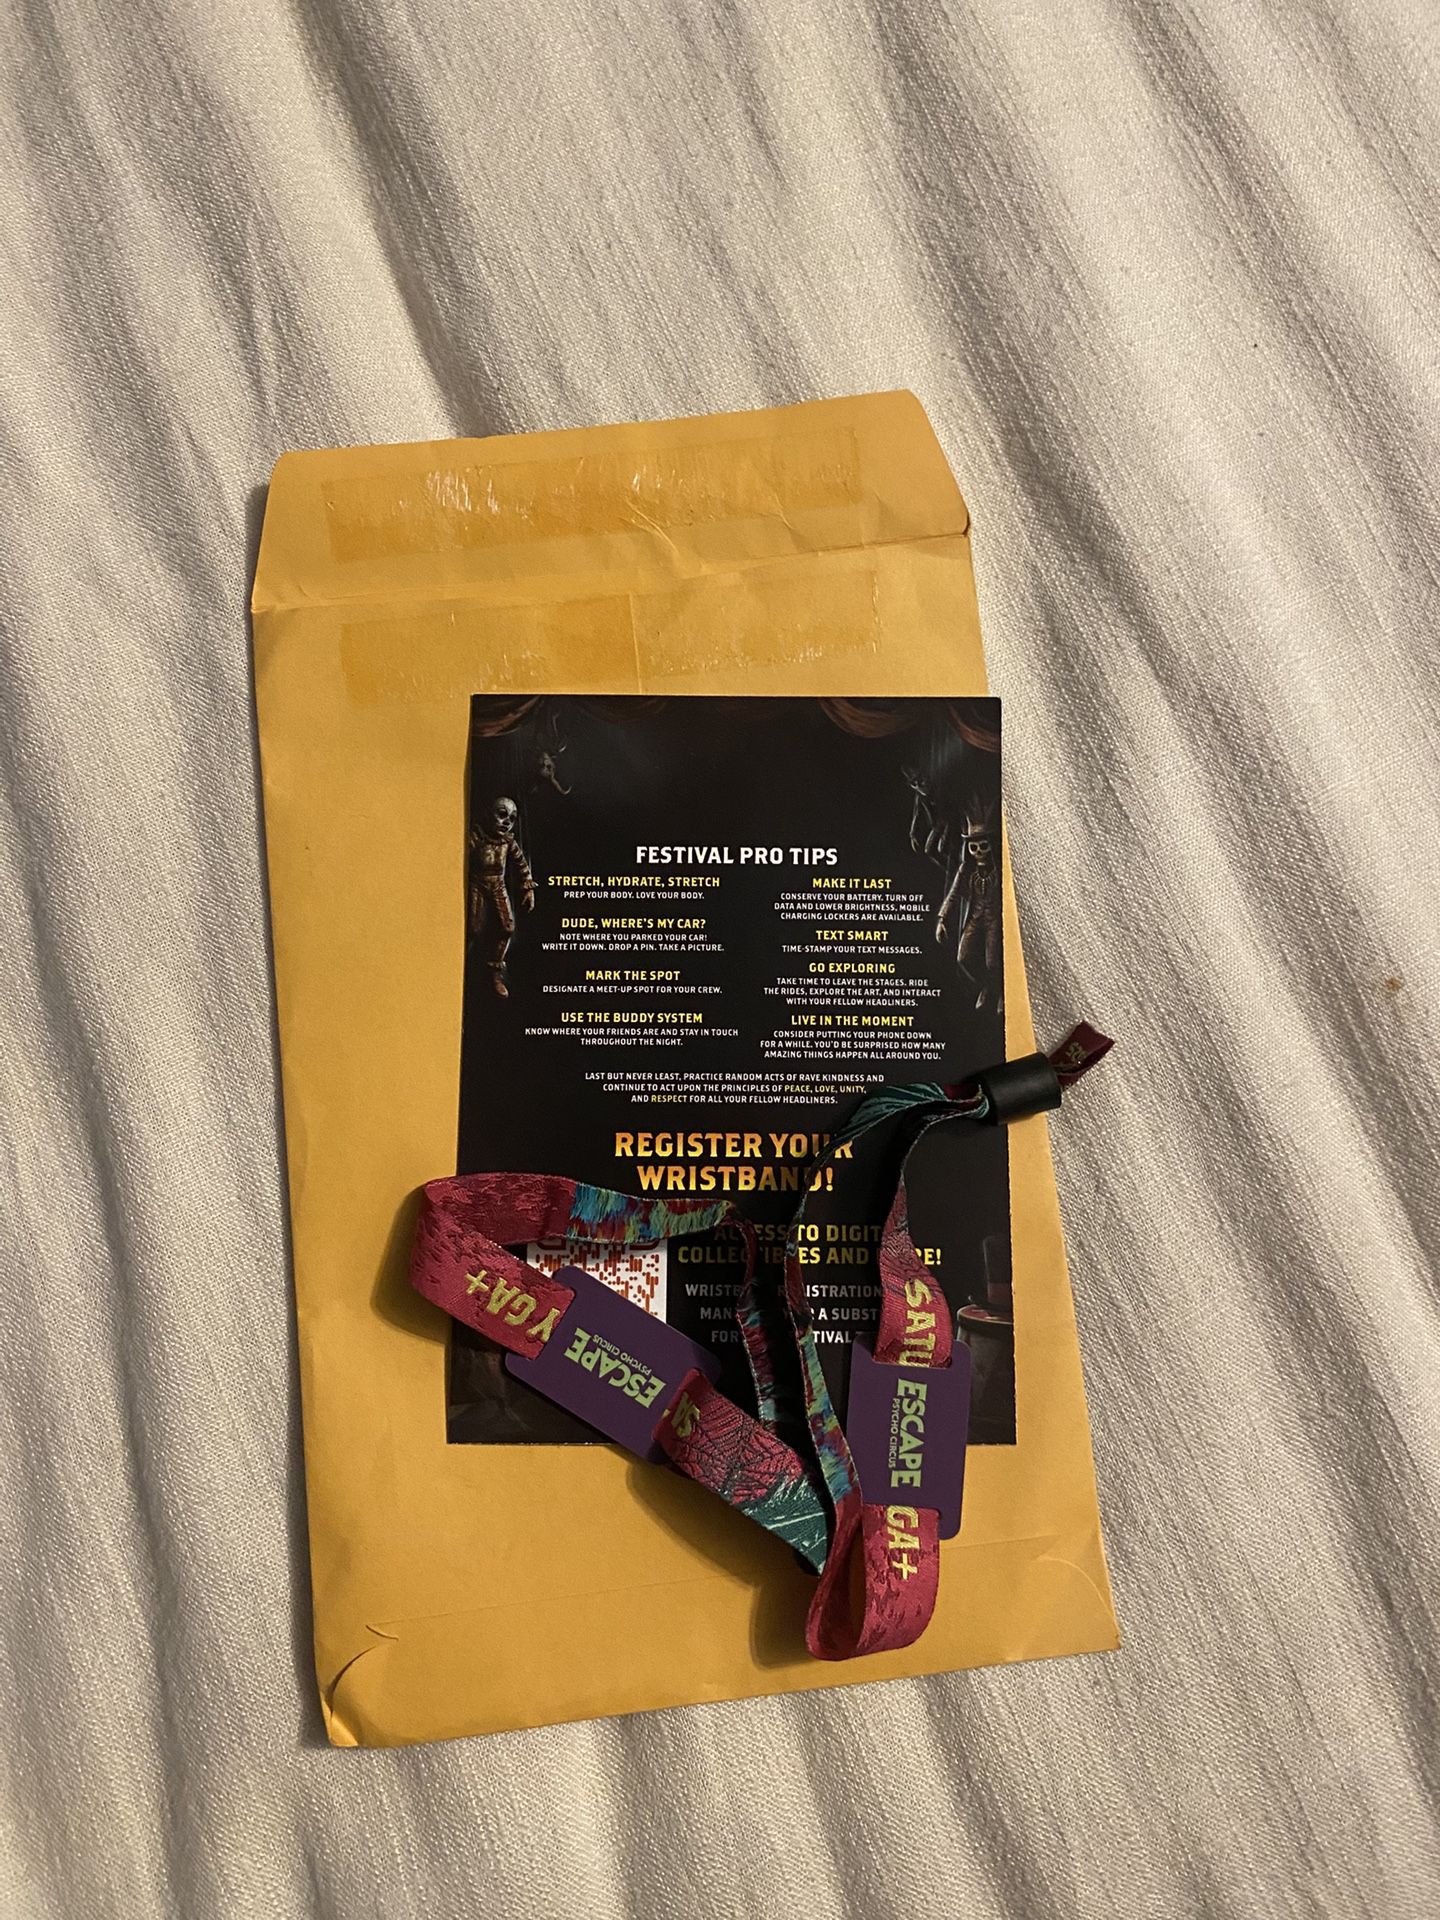 FESTIVAL PRO TIPS
STRETCH, HYDRATE, STRETCH
PREP YOUR BODY. LOVE YOUR BODY.
DUDE, WHERE'S MY CAR?
NOTE WHERE YOU PARKED YOUR CAR!
WRITE IT DOWN. DROP A PIN. TAKE A PICTURE.
MARK THE SPOT
DESIGNATE A MEET-UP SPOT FOR YOUR CREW.
USE THE BUDDY SYSTEM
KNOW WHERE YOUR FRIENDS ARE AND STAY IN TOUCH
THROUGHOUT THE NIGHT.
MAKE IT LAST
CONSERVE YOUR BATTERY. TURN OFF
DATA AND LOWER BRIGHTNESS. MOBILE
CHARGING LOCKERS ARE AVAILABLE.
TEXT SMART
TIME-STAMP YOUR TEXT MESSAGES.
GO EXPLORING
TAKE TIME TO LEAVE THE STAGES. RIDE
THE RIDES, EXPLORE THE ART, AND INTERACT
WITH YOUR FELLOW HEADLINERS.
LIVE IN THE MOMENT
CONSIDER PUTTING YOUR PHONE DOWN
FOR A WHILE. YOU'D BE SURPRISED HOW MANY
AMAZING THINGS HAPPEN ALL AROUND YOU.
LAST BUT NEVER LEAST, PRACTICE RANDOM ACTS OF RAVE KINDNESS AND
CONTINUE TO ACT UPON THE PRINCIPLES OF PEACE, LOVE, UNITY,
AND RESPECT FOR ALL YOUR FELLOW HEADLINERS.
REGISTER YOUR
WRISTBAND!
TO DIGIT
AND
A SUBST
Y GA+
ESCAPE
PSYCHO CIRCUS
SA
SATU
ESCAPE
PSYCHO CIRCUS
GA+